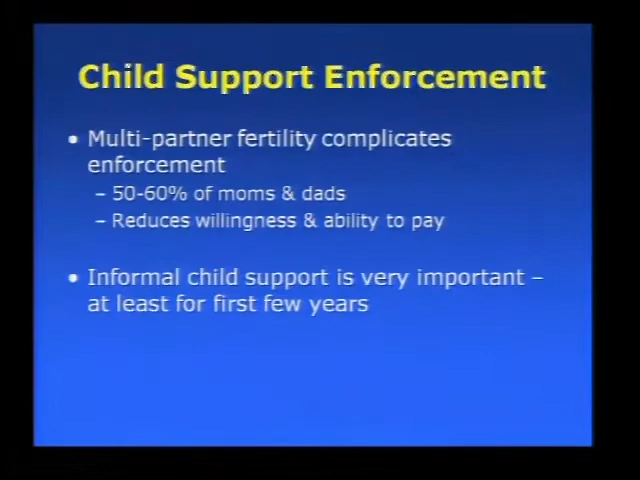 Child Support Enforcement
• Multi-partner fertility complicates
enforcement
– 50-60% of moms & dads
– Reduces willingness & ability to pay
• Informal child support is very important –
at least for first few years